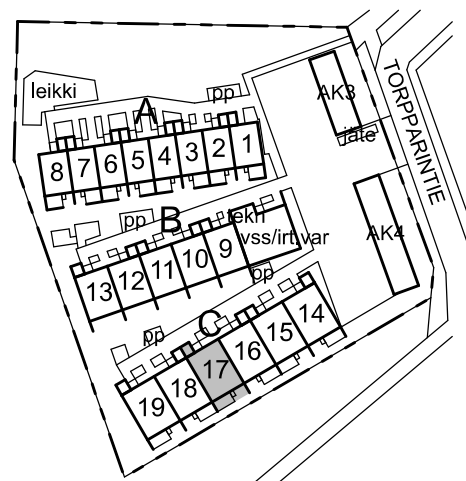 leikki
A
pp
AK3
jäte
TORPPARINTIE
8 7 6 5 4 3 2 1
B
pp
tekn
vss/irt.var
AK4
13 12 11 10 9
pp
C
pp
19 18 17 16 15 14